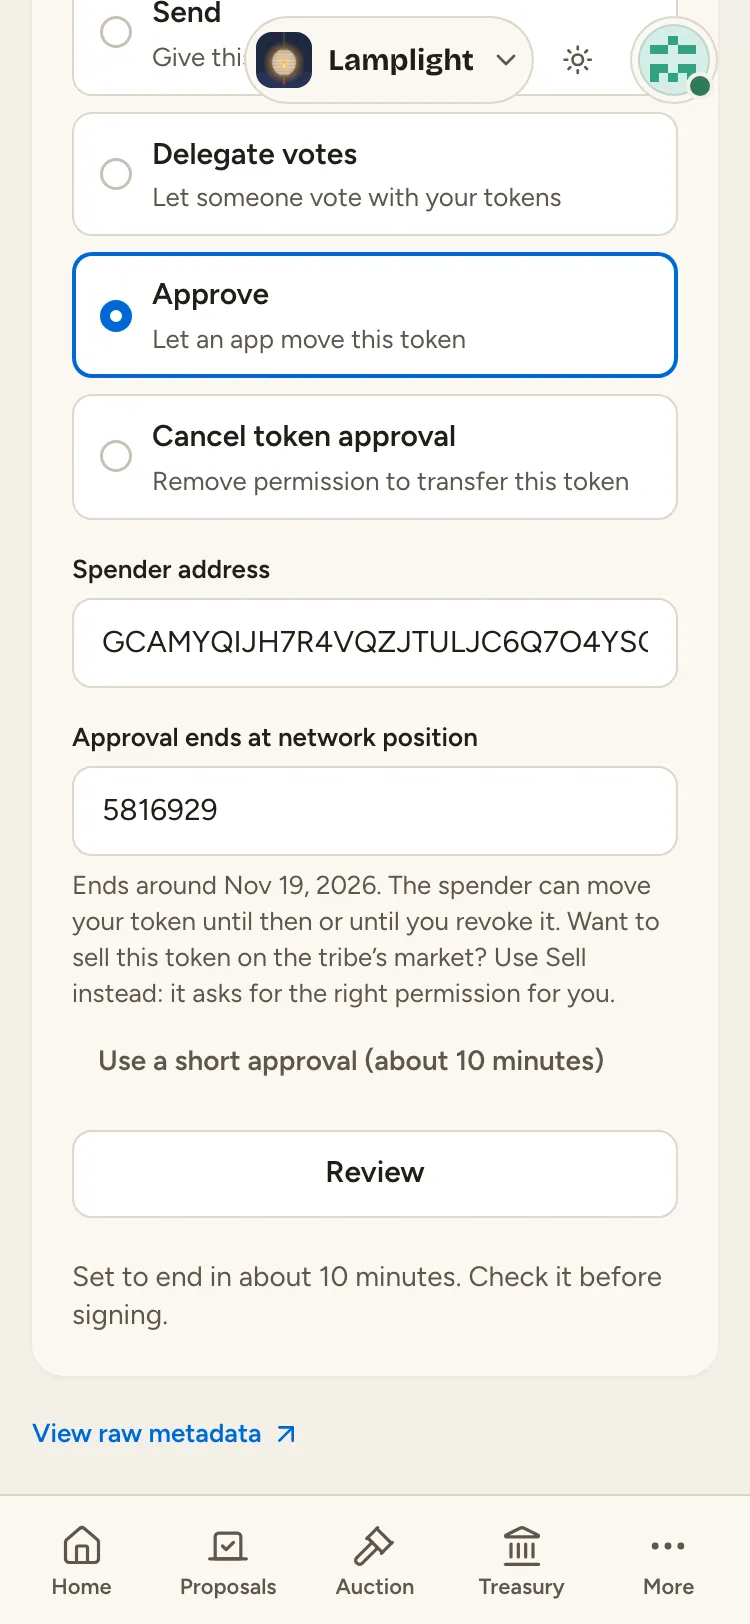 Send
Give this
Lamplight
Delegate votes
Let someone vote with your tokens
Approve
Let an app move this token
Cancel token approval
Remove permission to transfer this token
Spender address
GCAMYQIJH7R4VQZJTULJC6Q7O4YSC
Approval ends at network position
5816929
Ends around Nov 19, 2026. The spender can move
your token until then or until you revoke it. Want to
sell this token on the tribe’s market? Use Sell
instead: it asks for the right permission for you.
Use a short approval (about 10 minutes)
Review
Set to end in about 10 minutes. Check it before
signing.
View raw metadata
Home
Proposals
Auction
Treasury
More